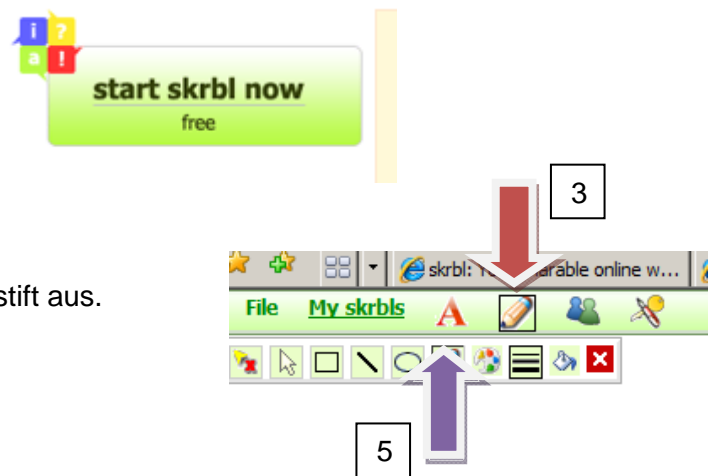 i ?
a !
start skrbl now
free
3
skrbl: Y arable online w...
stift aus.
File My skrbls A
5